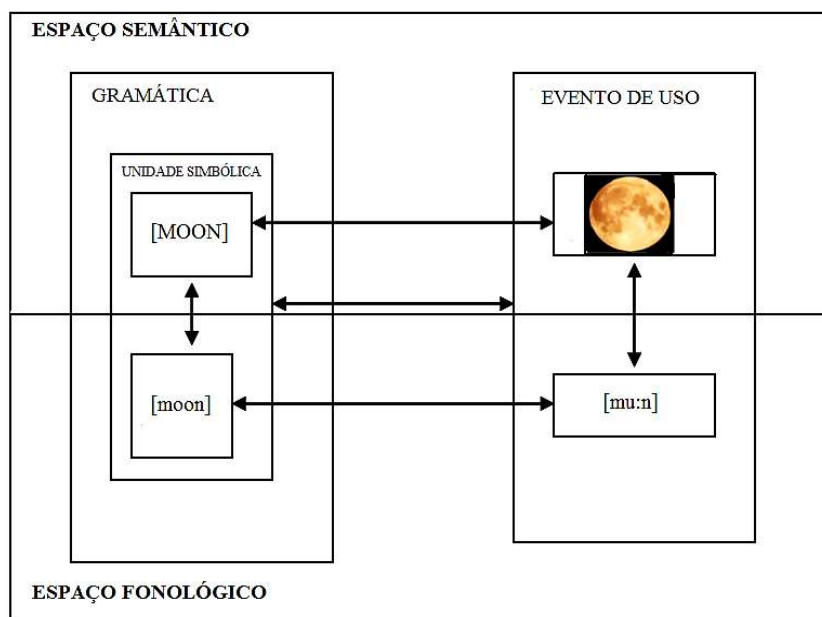 ESPAÇO SEMÂNTICO
GRAMÁTICA
EVENTO DE USO
UNIDADE SIMBÓLICA
[MOON]
[moon]
[mu:n]
ESPAÇO FONOLÓGICO